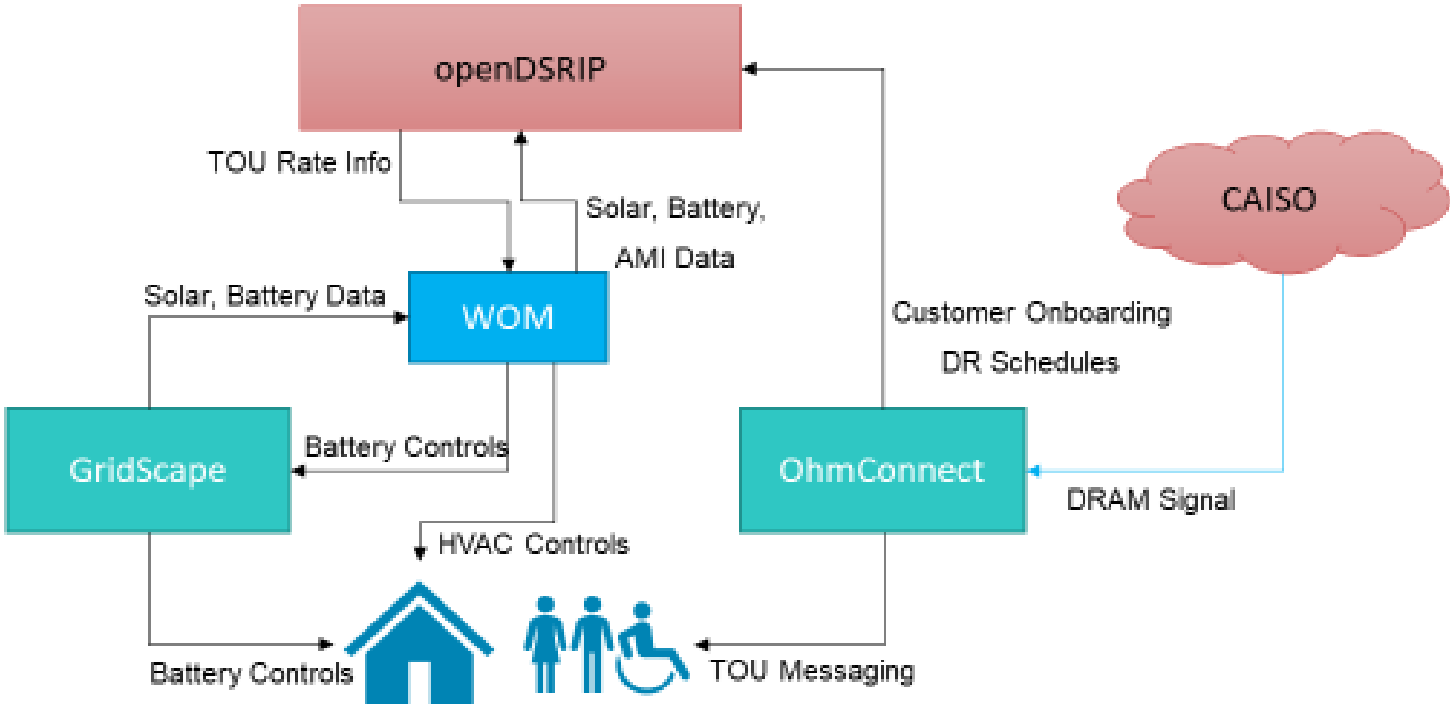 openDSRIP
TOU Rate Info
CAISO
Solar, Battery,
AMI Data
Solar, Battery Data
WOM
Customer Onboarding
DR Schedules
Battery Controls
GridScape
OhmConnect
DRAM Signal
HVAC Controls
Battery Controls
TOU Messaging